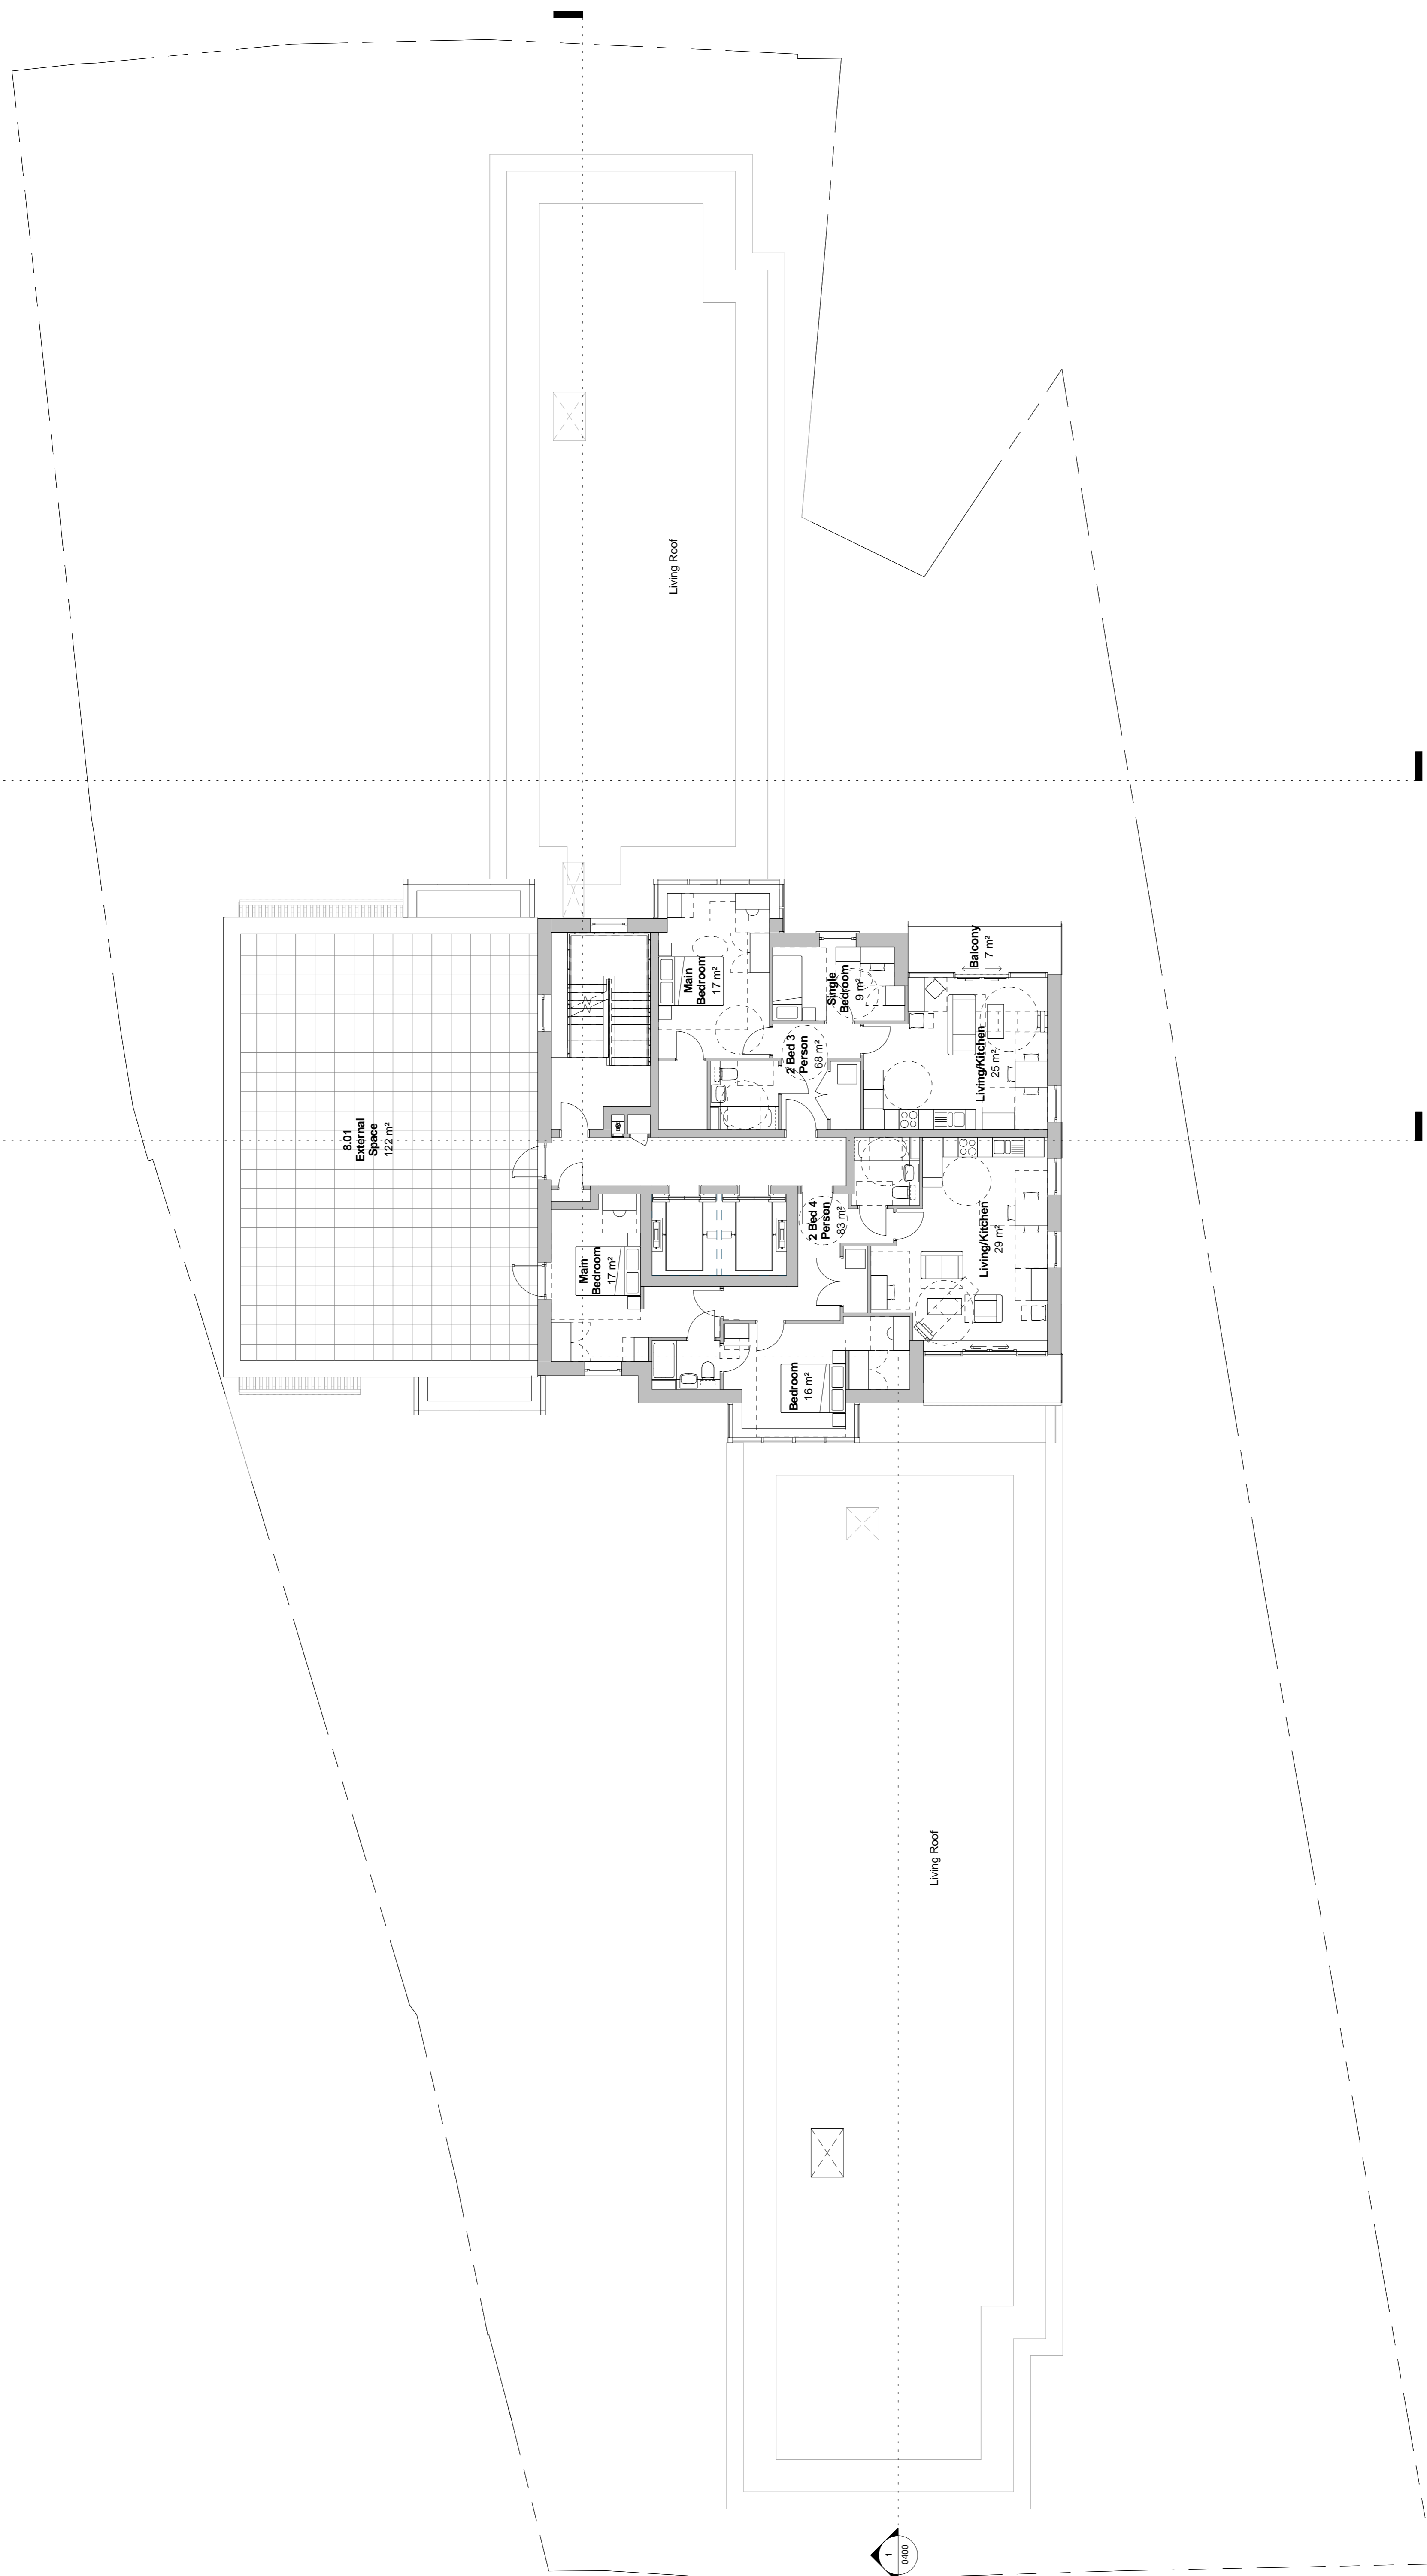 Living Roof
Balcony
7 m²
Main
Bedroom
17 m²
Single
Bedroom
9 m²
2 Bed 3
Person
68 m²
Living/Kitchen
25 m²
8.01
External
Space
122 m²
2 Bed 4
Person
83 m²
Living/Kitchen
29 m²
Main
Bedroom
17 m²
Bedroom
16 m²
Living Roof
1
0400